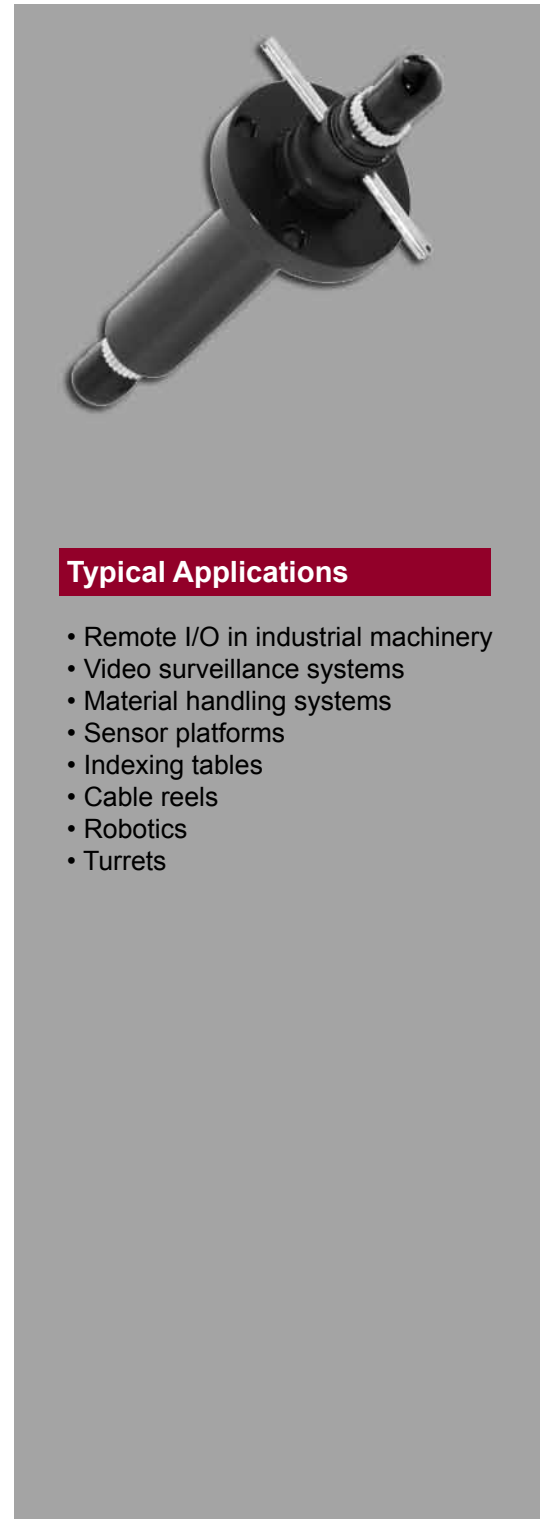 Typical Applications
• Remote I/O in industrial machinery
• Video surveillance systems
• Material handling systems
• Sensor platforms
• Indexing tables
• Cable reels
• Robotics
• Turrets